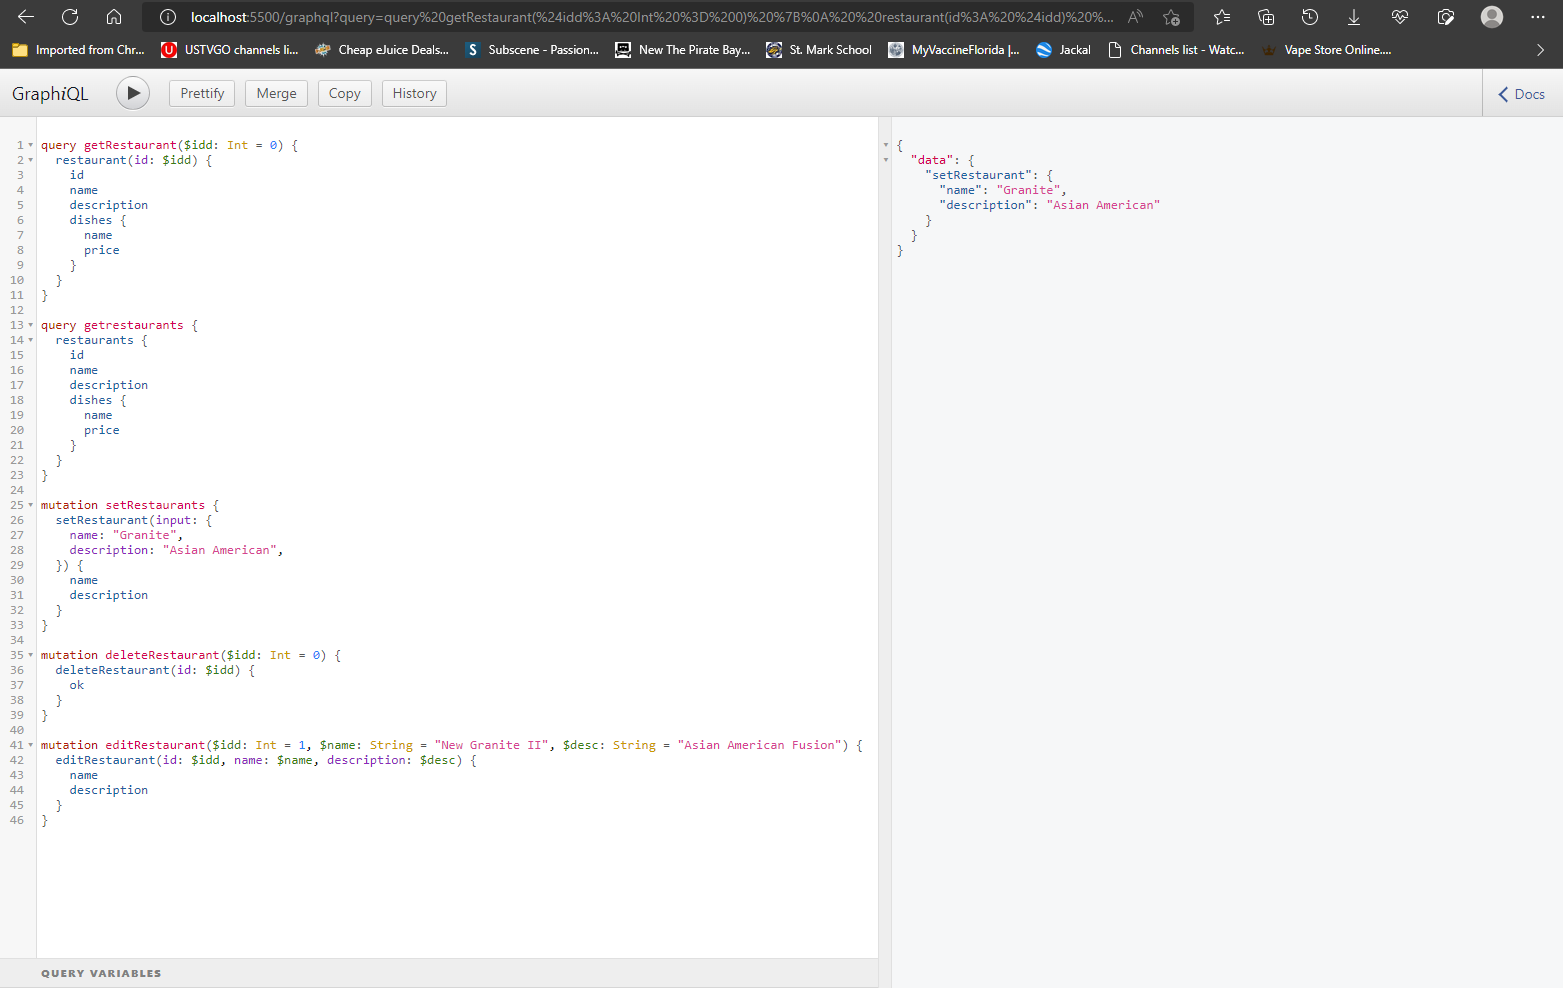 localhost:5500/graphql?query=query%20getRestaurant(%24idd%3A%20Int%20%3D%200)%20%7B%0A%20%20restaurant(id%3A%20%24idd)%20%...
Imported from Chr... USTVGO channels li... Cheap eJuice Deals... Subscene - Passion... New The Pirate Bay... St. Mark School MyVaccineFlorida |... Jackal Channels list - Watc... Vape Store Online....
GraphiQL Prettify Merge Copy History Docs
1 query getRestaurant($idd: Int = 0) {
2 restaurant(id: $idd) {
3 id
4 name
5 description
6 dishes {
7 name
8 price
9 }
10 }
11 }
12
13 query getrestaurants {
14 restaurants {
15 id
16 name
17 description
18 dishes {
19 name
20 price
21 }
22 }
23 }
24
25 mutation setRestaurants {
26 setRestaurant(input: {
27 name: "Granite",
28 description: "Asian American",
29 }) {
30 name
31 description
32 }
33 }
34
35 mutation deleteRestaurant($idd: Int = 0) {
36 deleteRestaurant(id: $idd) {
37 ok
38 }
39 }
40
41 mutation editRestaurant($idd: Int = 1, $name: String = "New Granite II", $desc: String = "Asian American Fusion") {
42 editRestaurant(id: $idd, name: $name, description: $desc) {
43 name
44 description
45 }
46 }
QUERY VARIABLES
{
"data": {
"setRestaurant": {
"name": "Granite",
"description": "Asian American"
}
}
}